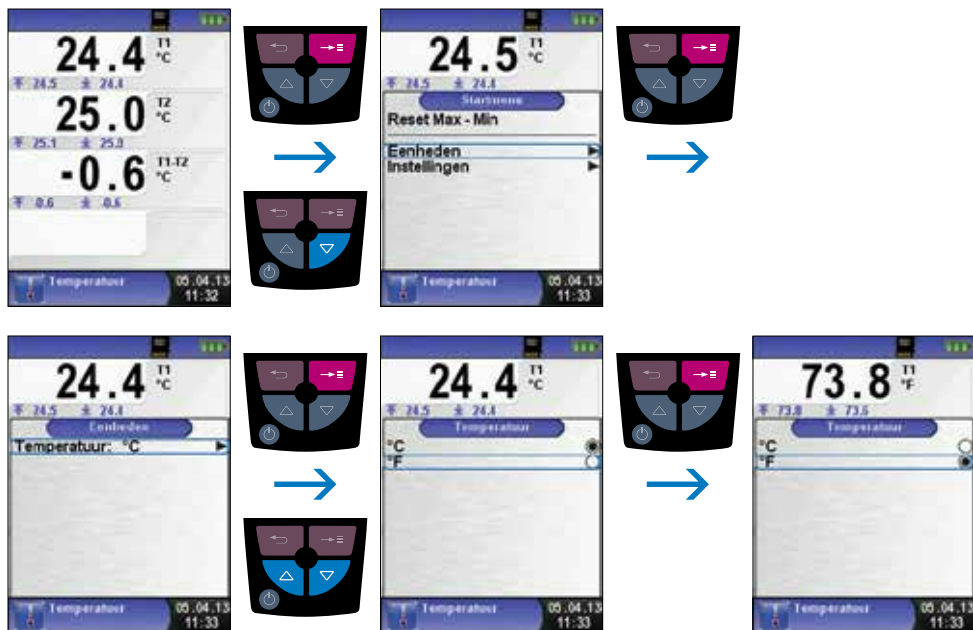 24.4 T1 °C
24.5 24.4
25.0 T2 °C
25.1 25.0
-0.6 T1-T2 °C
-0.6 -0.6
Temperatuur 05.04.13
11:32
24.5 T1 °C
24.5 24.4
Startmenu
Reset Max - Min
Eenheden
Instellingen
Temperatuur 05.04.13
11:33
24.4 T1 °C
24.5 24.4
Eenheden
Temperatuur: °C
Temperatuur 05.04.13
11:33
24.4 T1 °C
24.5 24.4
Temperatuur
°C
°F
Temperatuur 05.04.13
11:33
73.8 T1 °F
73.8 73.6
Temperatuur
°C
°F
Temperatuur 05.04.13
11:33